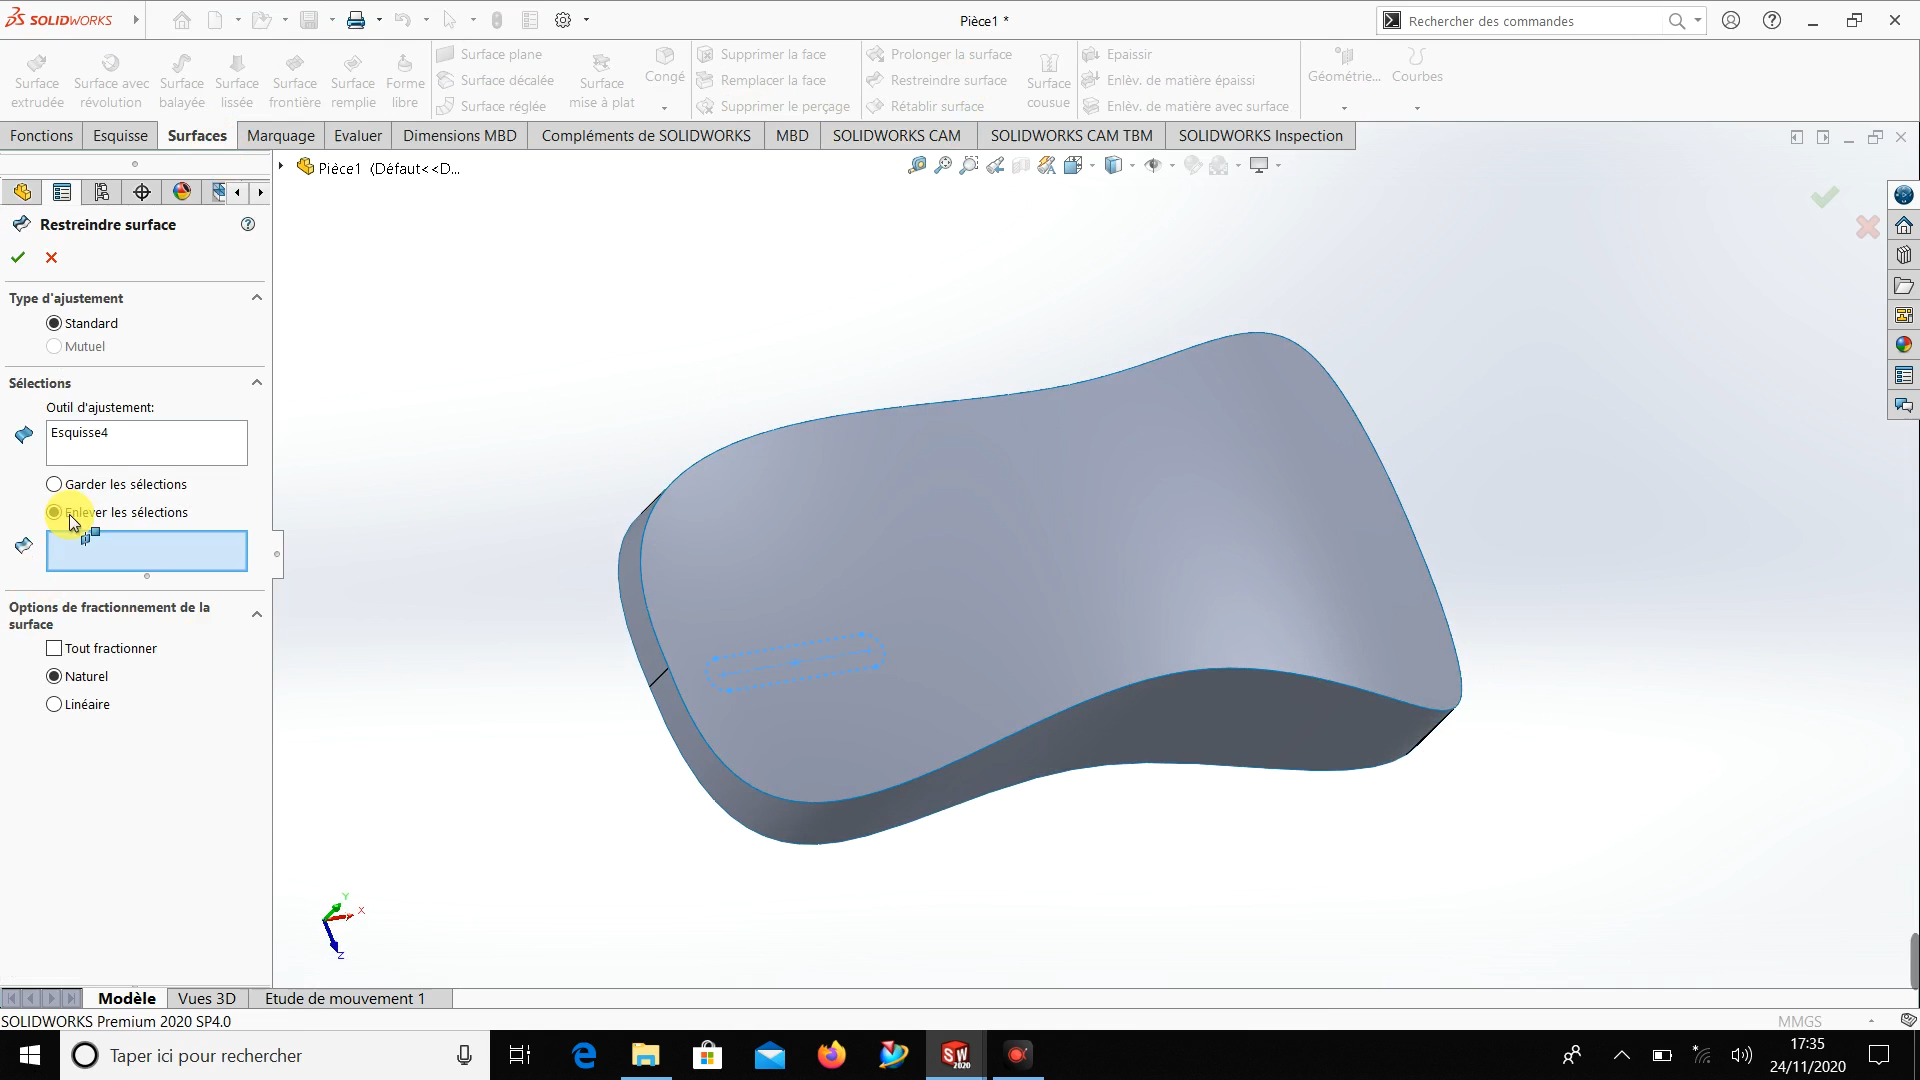 SOLIDWORKS
Pièce1 *
Rechercher des commandes
Surface extrudée
Surface avec révolution
Surface balayée
Surface lissée
Surface frontière
Surface remplie
Forme libre
Surface plane
Surface décalée
Surface réglée
Surface mise à plat
Congé
Supprimer la face
Remplacer la face
Supprimer le perçage
Prolonger la surface
Restreindre surface
Rétablir surface
Surface cousue
Epaissir
Enlèv. de matière épaissi
Enlèv. de matière avec surface
Géométrie...
Courbes
Fonctions
Esquisse
Surfaces
Marquage
Evaluer
Dimensions MBD
Compléments de SOLIDWORKS
MBD
SOLIDWORKS CAM
SOLIDWORKS CAM TBM
SOLIDWORKS Inspection
Pièce1 (Défaut<<D...
Restreindre surface
Type d'ajustement
Standard
Mutuel
Sélections
Outil d'ajustement:
Esquisse4
Garder les sélections
Enlever les sélections
Options de fractionnement de la
surface
Tout fractionner
Naturel
Linéaire
Y
X
Z
Modèle
Vues 3D
Etude de mouvement 1
SOLIDWORKS Premium 2020 SP4.0
MMGS
Taper ici pour rechercher
SW
2020
17:35
24/11/2020